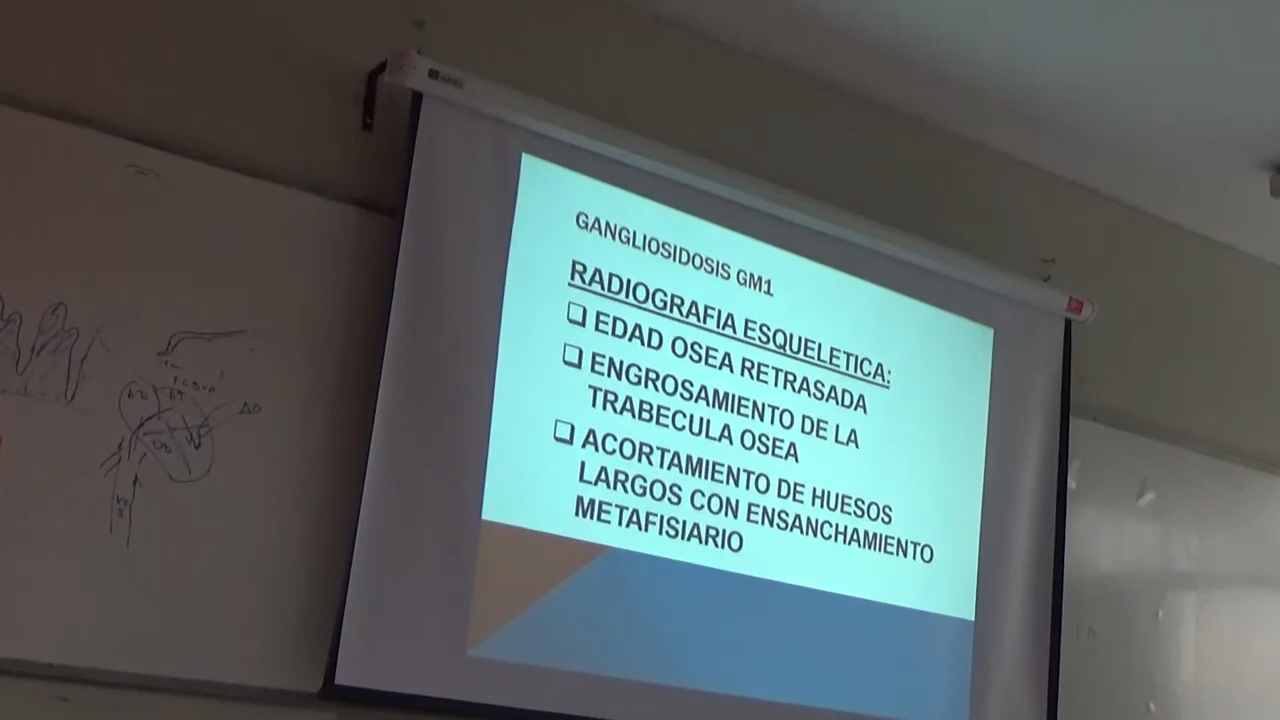 GANGLIOSIDOSIS GM1
RADIOGRAFIA ESQUELETICA:
❑ EDAD OSEA RETRASADA
❑ ENGROSAMIENTO DE LA
TRABECULA OSEA
❑ ACORTAMIENTO DE HUESOS
LARGOS CON ENSANCHAMIENTO
METAFISIARIO